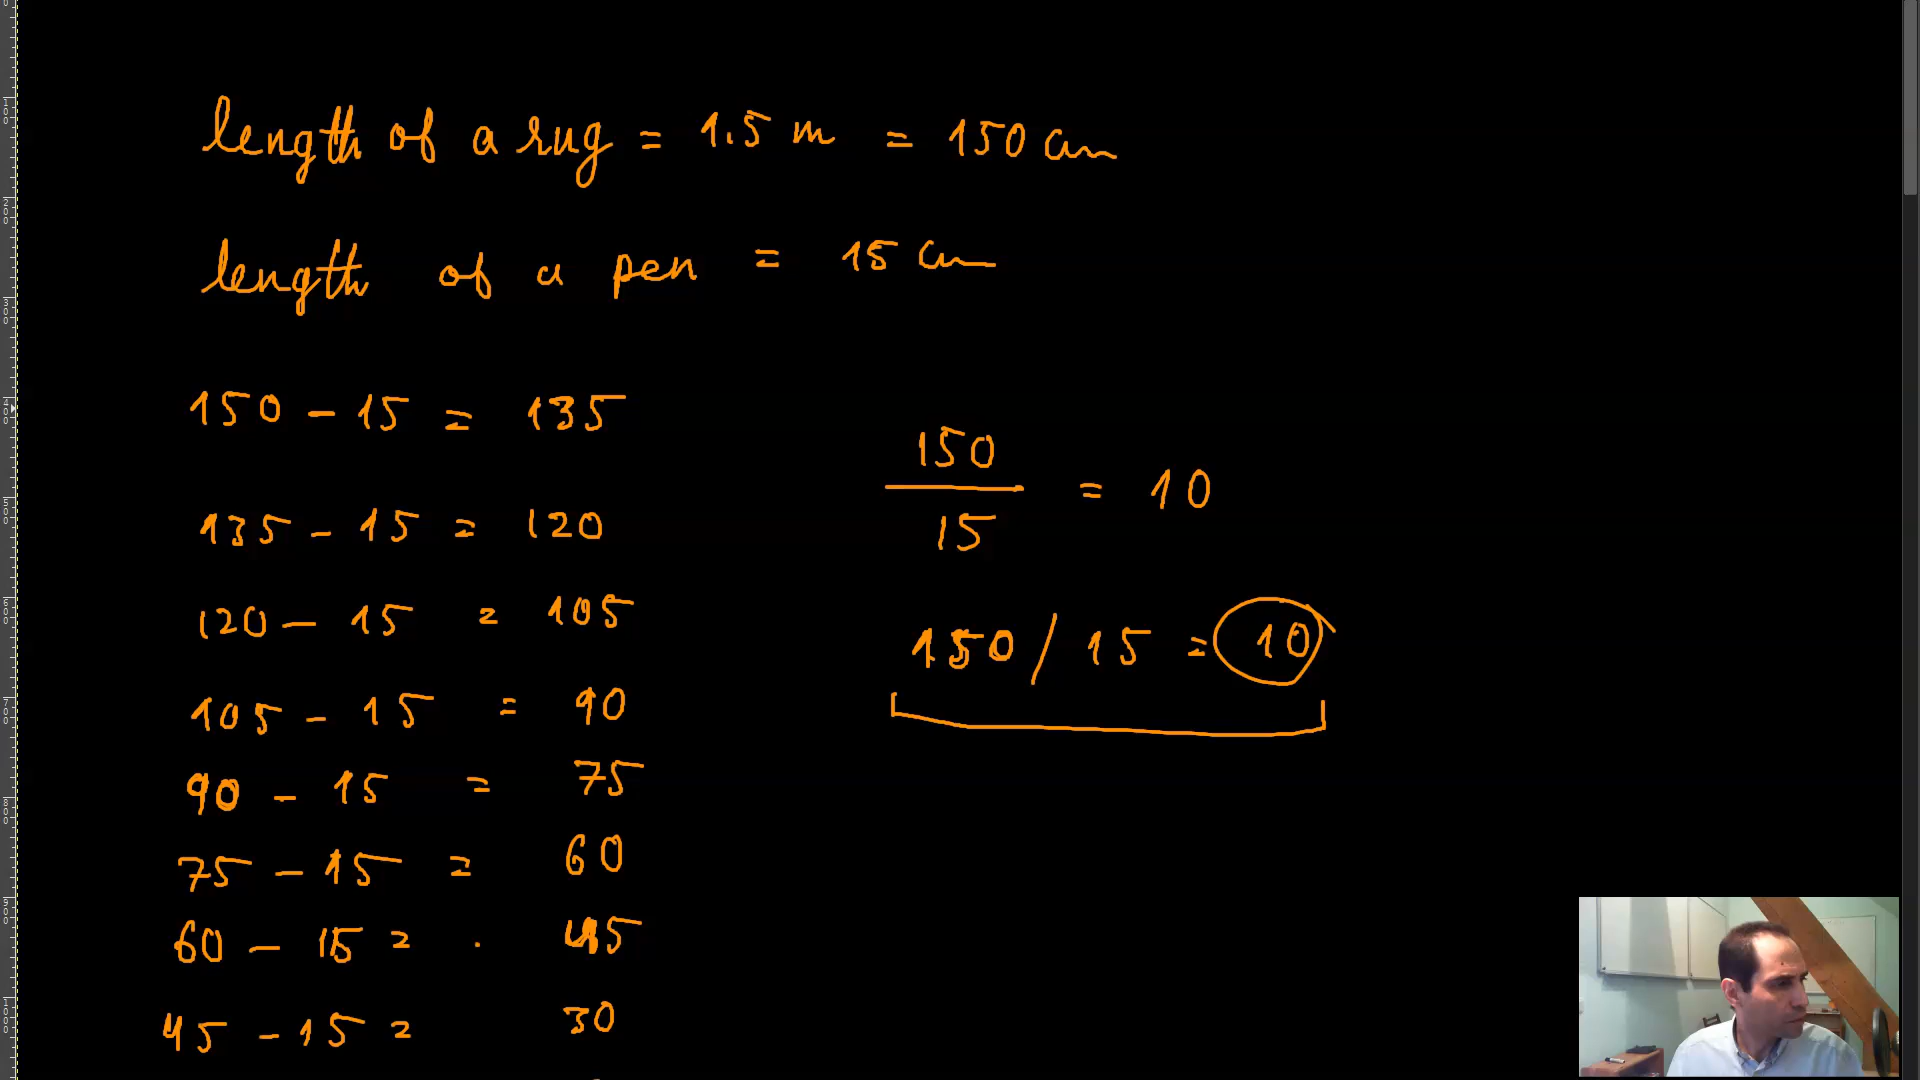 length of a rug = 1.5 m = 150 cm
length of a pen = 15 cm
150 - 15 = 135
135 - 15 = 120
120 - 15 = 105
105 - 15 = 90
90 - 15 = 75
75 - 15 = 60
60 - 15 = 45
45 - 15 = 30
150
15
= 10
150 / 15 = 10